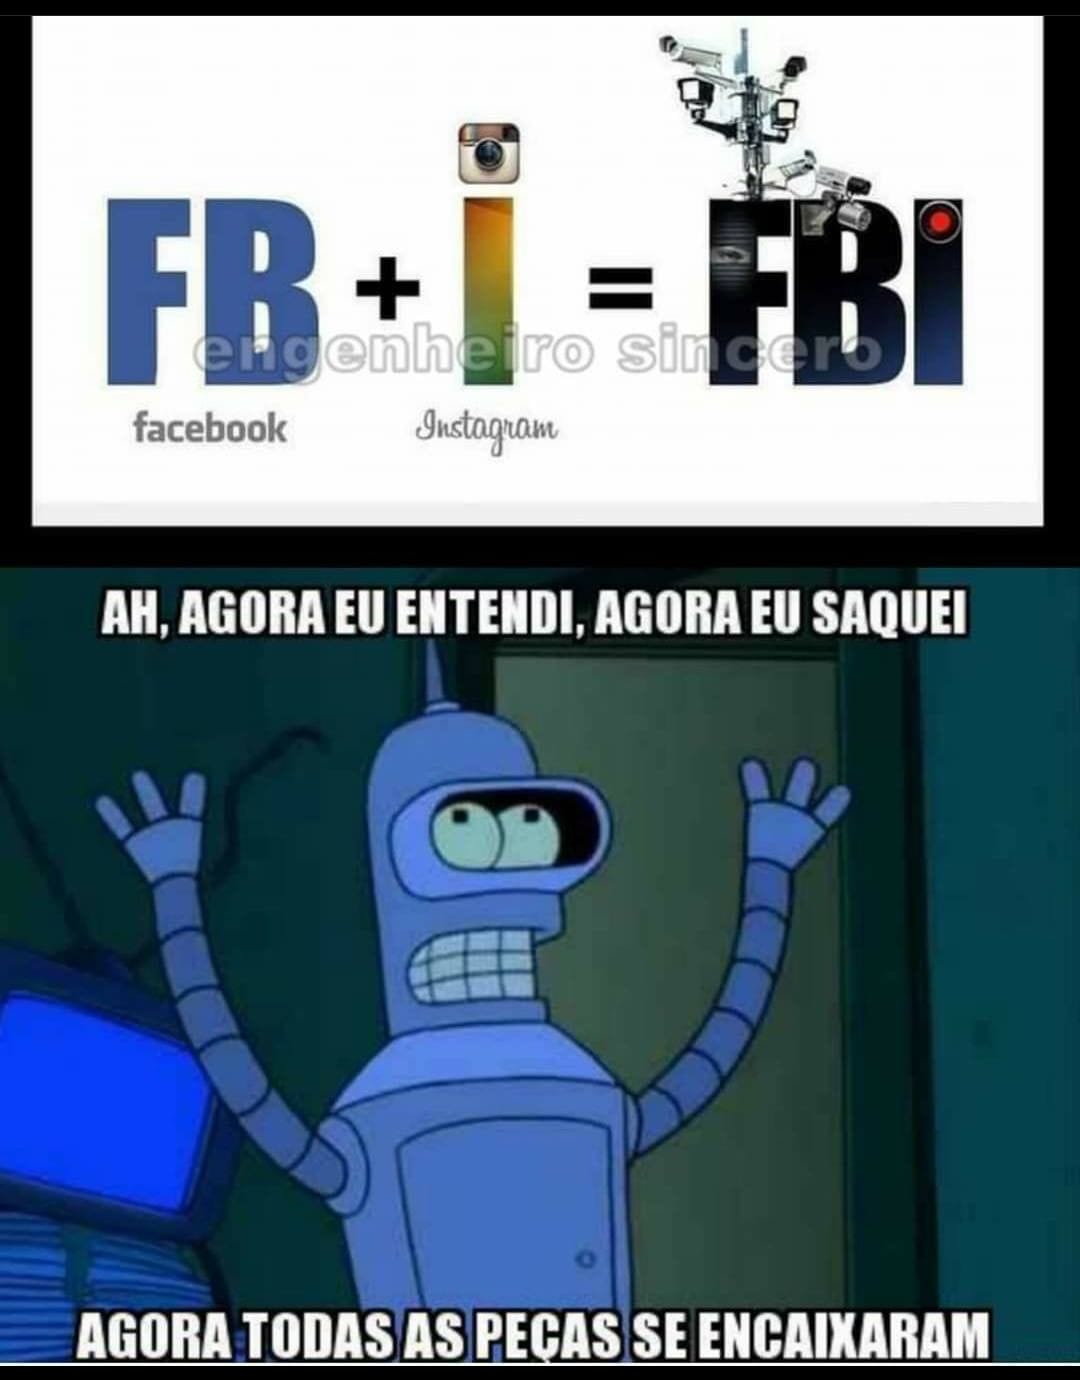 FB + i = FBi
engenheiro sincero
facebook Instagram
AH, AGORA EU ENTENDI, AGORA EU SAQUEI
AGORA TODAS AS PEÇAS SE ENCAIXARAM